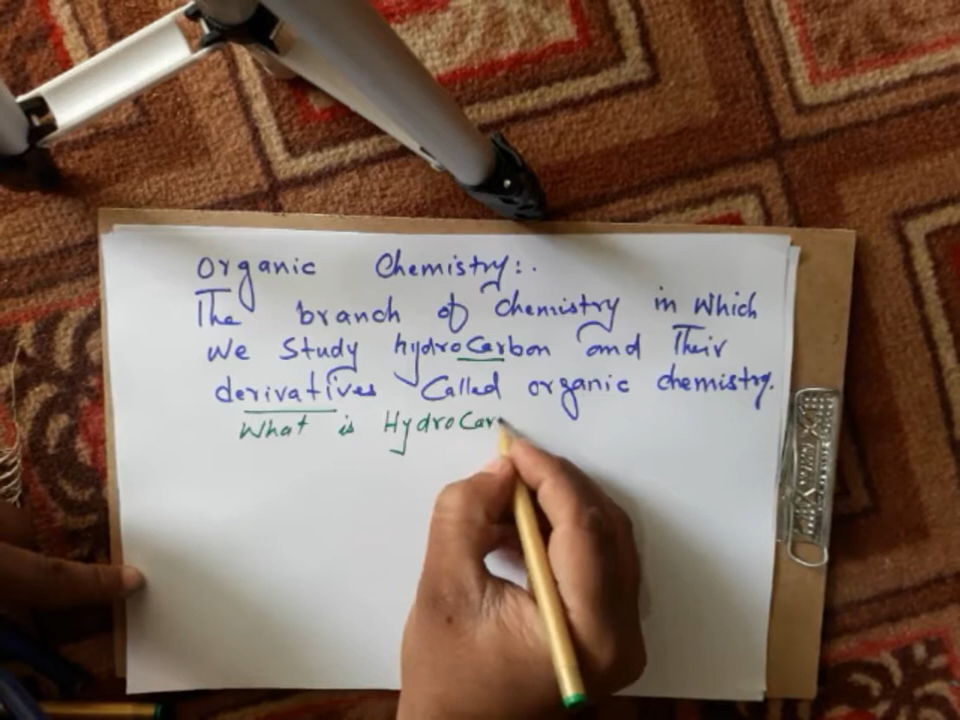 Organic Chemistry:.
The branch of chemistry in which
we study hydroCarbon and Their
derivatives Called organic chemistry.
What is HydroCar